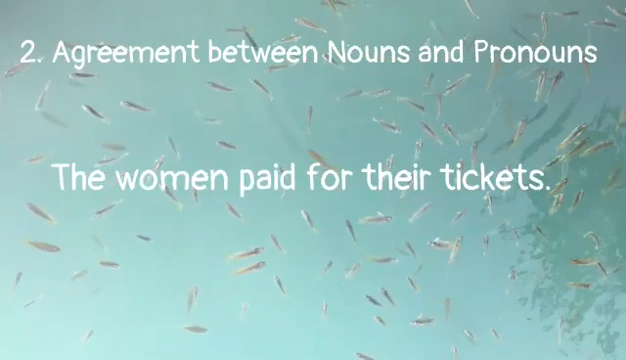 2. Agreement between Nouns and Pronouns
The women paid for their tickets.